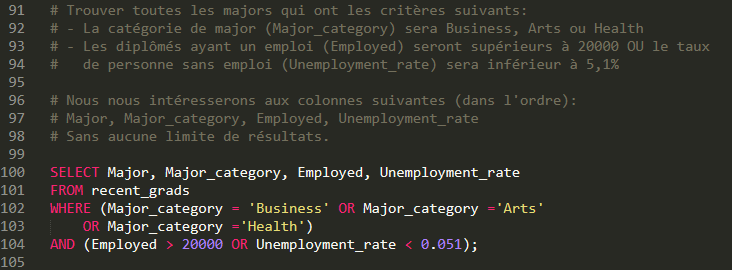 91 # Trouver toutes les majors qui ont les critères suivants:
92 # - La catégorie de major (Major_category) sera Business, Arts ou Health
93 # - Les diplômés ayant un emploi (Employed) seront supérieurs à 20000 OU le taux
94 #   de personne sans emploi (Unemployment_rate) sera inférieur à 5,1%
95
96 # Nous nous intéresserons aux colonnes suivantes (dans l'ordre):
97 # Major, Major_category, Employed, Unemployment_rate
98 # Sans aucune limite de résultats.
99
100 SELECT Major, Major_category, Employed, Unemployment_rate
101 FROM recent_grads
102 WHERE (Major_category = 'Business' OR Major_category ='Arts'
103     OR Major_category ='Health')
104 AND (Employed > 20000 OR Unemployment_rate < 0.051);
105